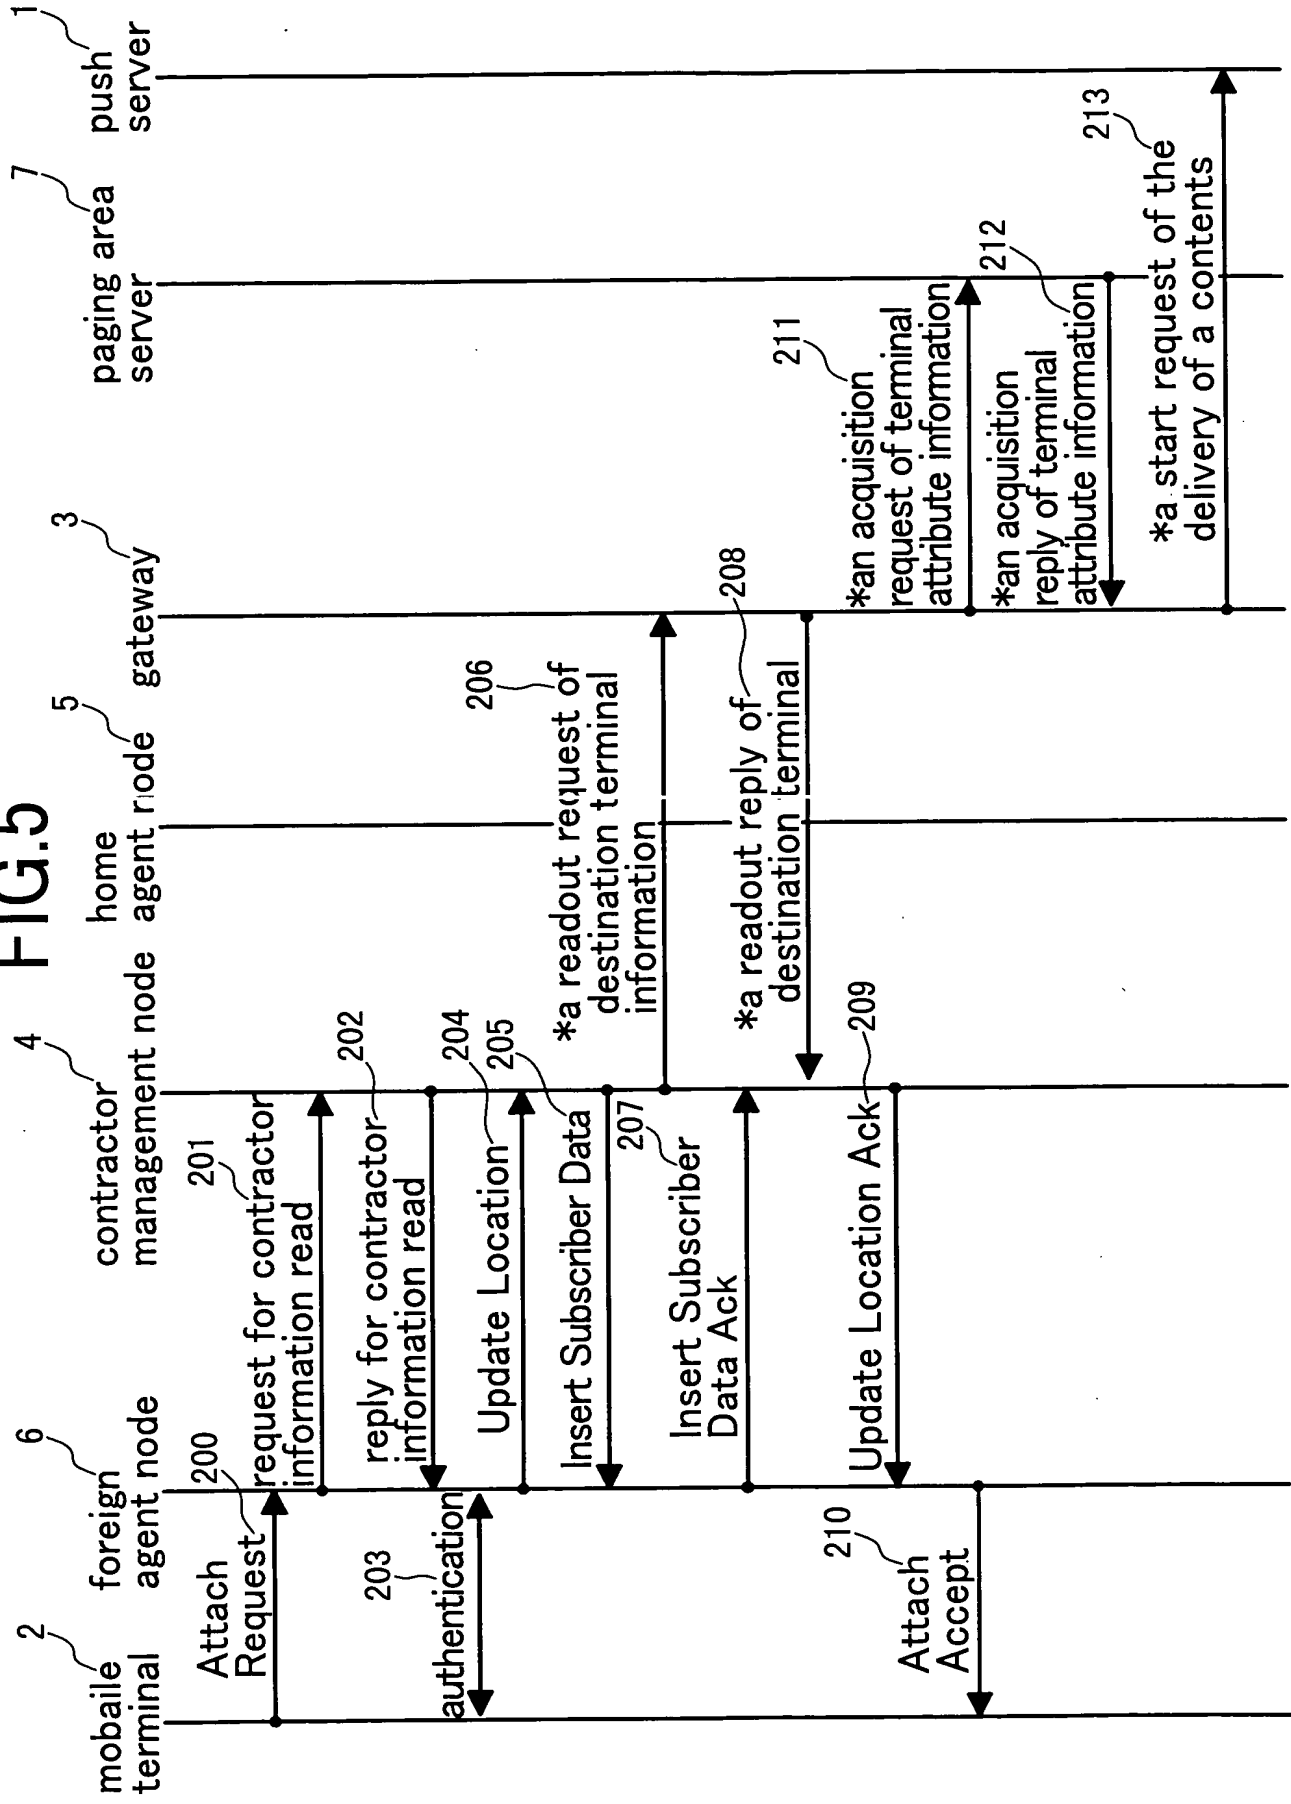 FIG.5
2
mobaile
terminal
6
foreign
agent node
4
contractor
management node
home
agent node
5
gateway
3
paging area
server
7
push
server
1
Attach
Request
200
request for contractor
information read
201
reply for contractor
information read
202
authentication
203
Update Location
204
Insert Subscriber Data
205
*a readout request of
destination terminal
information
206
Insert Subscriber
Data Ack
207
*a readout reply of
destination terminal
208
Update Location Ack
209
Attach
Accept
210
*an acquisition
request of terminal
attribute information
211
*an acquisition
reply of terminal
attribute information
212
*a start request of the
delivery of a contents
213